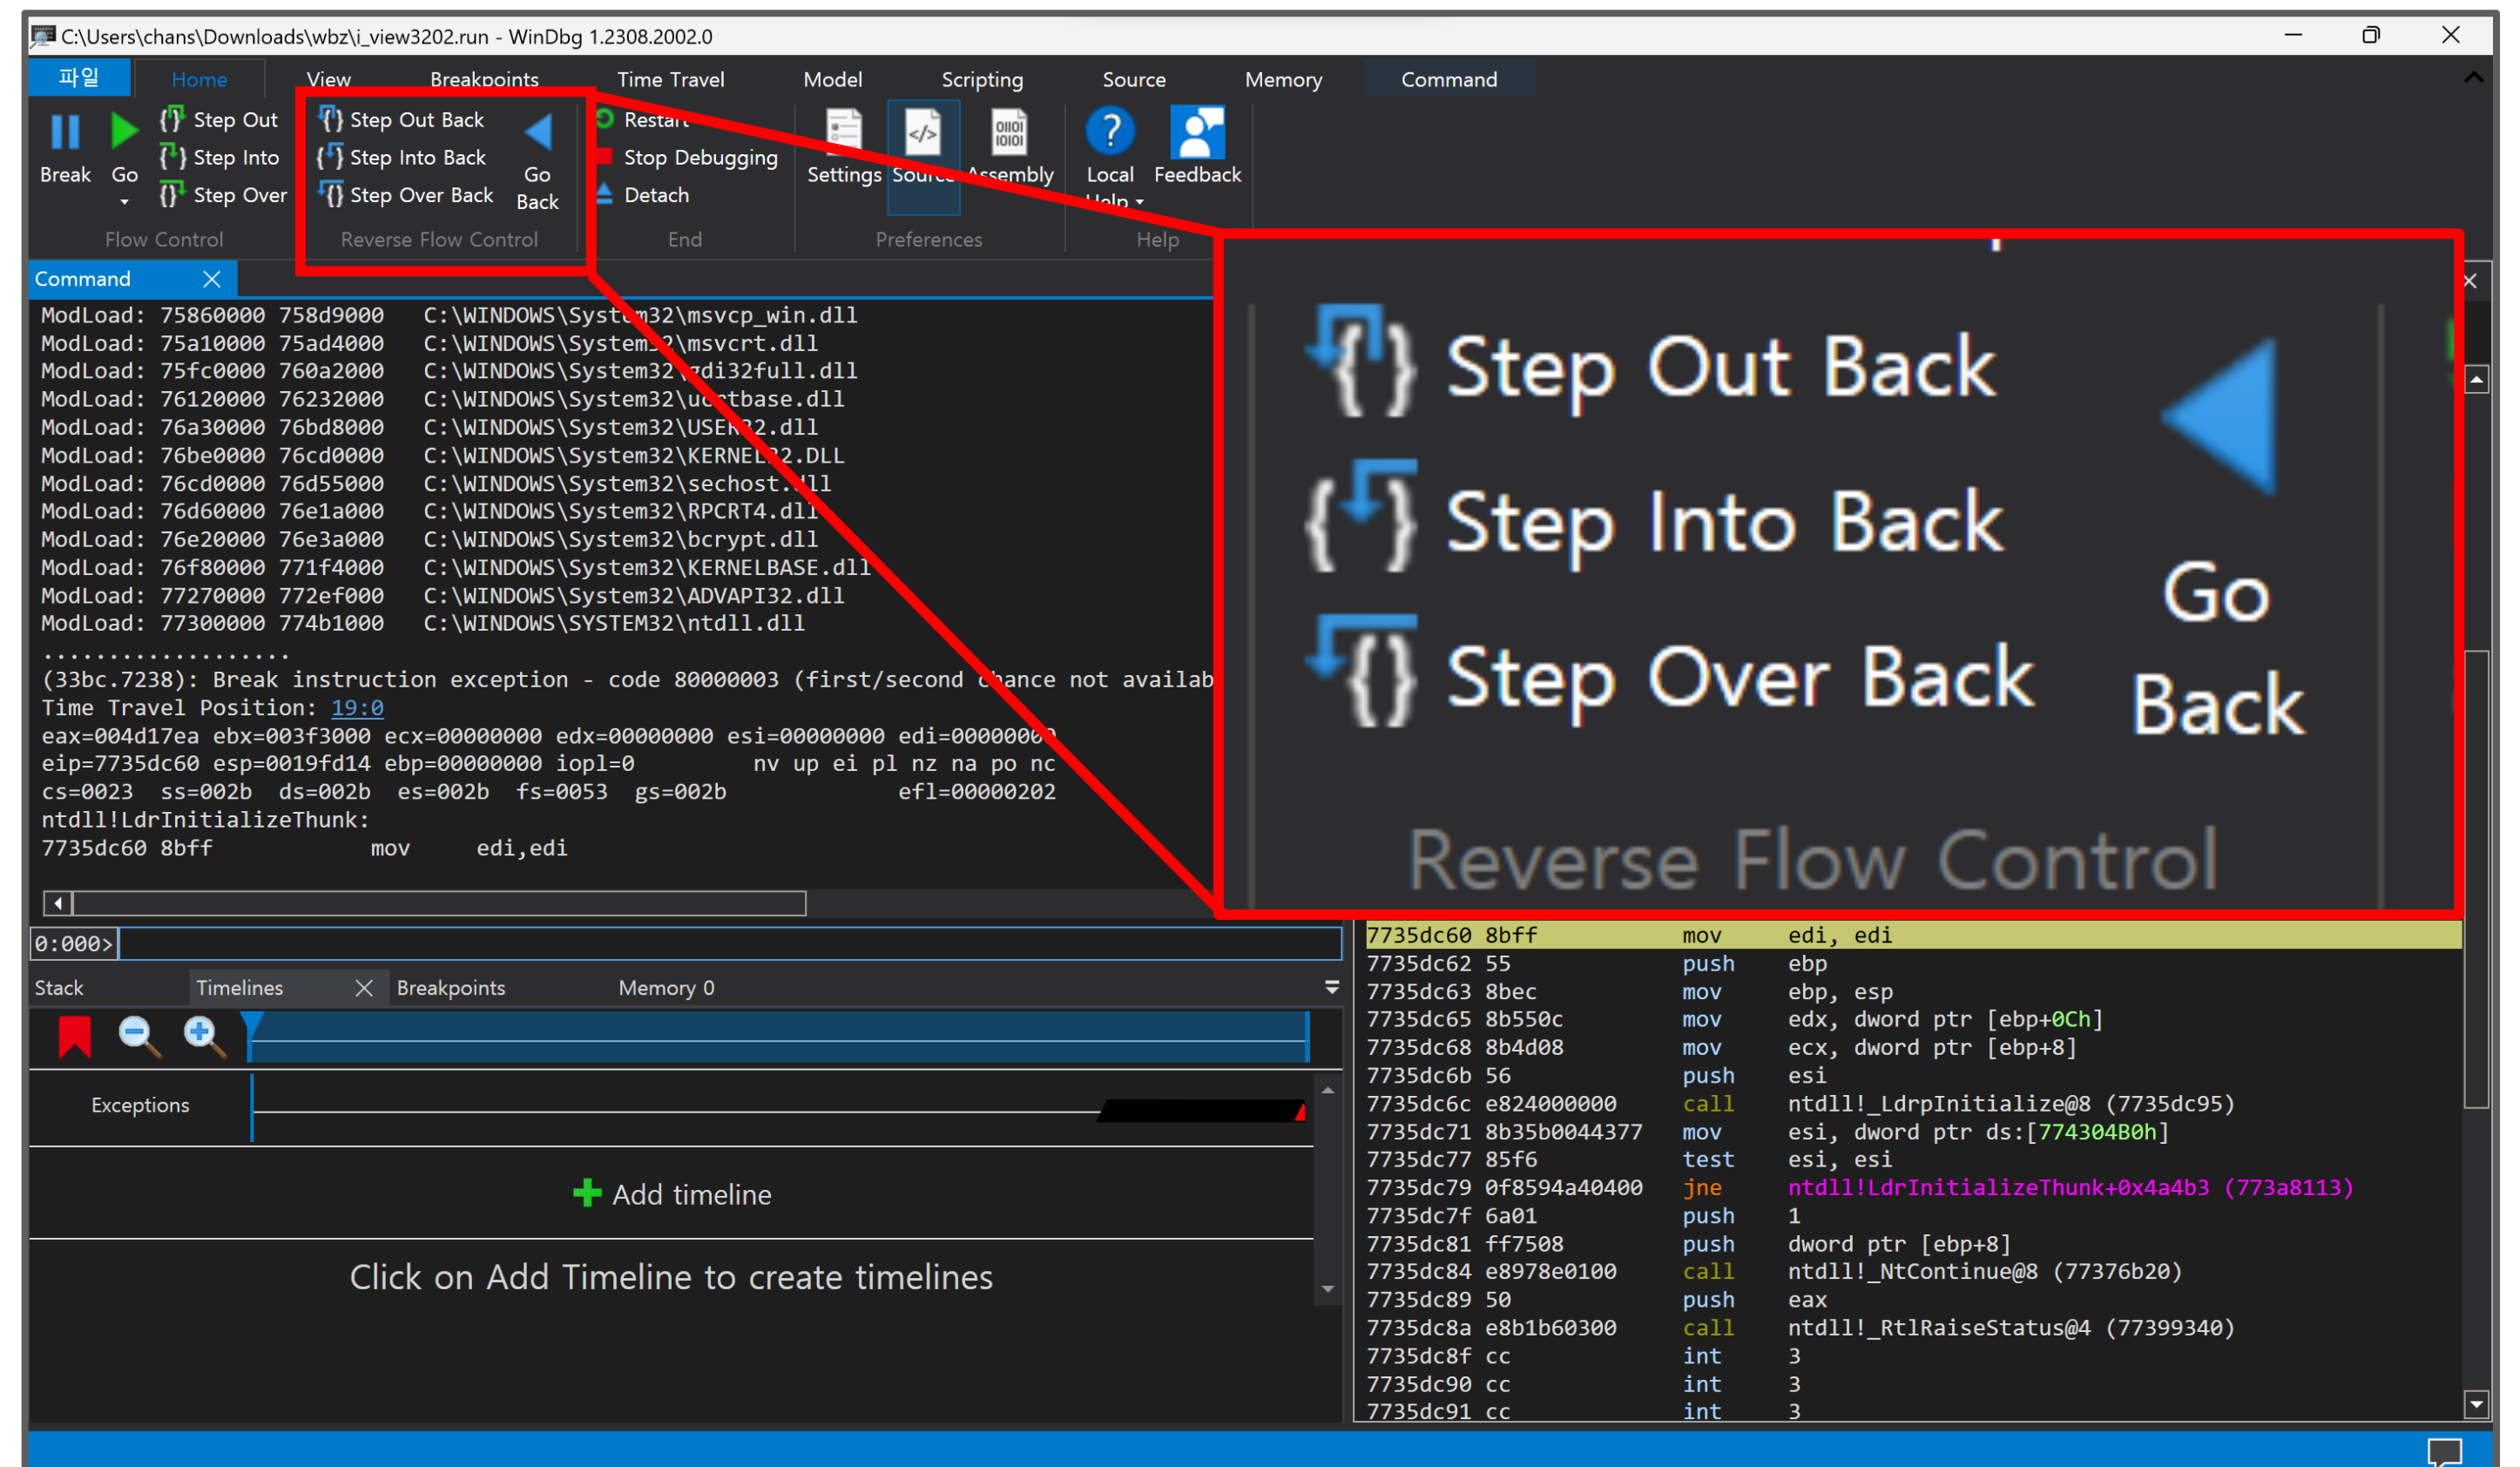 C:\Users\chans\Downloads\wbz\i_view3202.run - WinDbg 1.2308.2002.0
파일 Home View Breakpoints Time Travel Model Scripting Source Memory Command
Break
Go
Step Out
Step Into
Step Over
Flow Control
Step Out Back
Step Into Back
Step Over Back
Go
Back
Reverse Flow Control
Restart
Stop Debugging
Detach
End
Settings
Source
Assembly
Preferences
Local
Help
Feedback
Help
Command
ModLoad: 75860000 758d9000 C:\WINDOWS\System32\msvcp_win.dll
ModLoad: 75a10000 75ad4000 C:\WINDOWS\System32\msvcrt.dll
ModLoad: 75fc0000 760a2000 C:\WINDOWS\System32\gdi32full.dll
ModLoad: 76120000 76232000 C:\WINDOWS\System32\ucrtbase.dll
ModLoad: 76a30000 76bd8000 C:\WINDOWS\System32\USER32.dll
ModLoad: 76be0000 76cd0000 C:\WINDOWS\System32\KERNEL32.DLL
ModLoad: 76cd0000 76d55000 C:\WINDOWS\System32\sechost.dll
ModLoad: 76d60000 76e1a000 C:\WINDOWS\System32\RPCRT4.dll
ModLoad: 76e20000 76e3a000 C:\WINDOWS\System32\bcrypt.dll
ModLoad: 76f80000 771f4000 C:\WINDOWS\System32\KERNELBASE.dll
ModLoad: 77270000 772ef000 C:\WINDOWS\System32\ADVAPI32.dll
ModLoad: 77300000 774b1000 C:\WINDOWS\SYSTEM32\ntdll.dll
...................
(33bc.7238): Break instruction exception - code 80000003 (first/second chance not availab
Time Travel Position: 19:0
eax=004d17ea ebx=003f3000 ecx=00000000 edx=00000000 esi=00000000 edi=00000000
eip=7735dc60 esp=0019fd14 ebp=00000000 iopl=0 nv up ei pl nz na po nc
cs=0023 ss=002b ds=002b es=002b fs=0053 gs=002b efl=00000202
ntdll!LdrInitializeThunk:
7735dc60 8bff mov edi,edi
0:000>
Step Out Back
Step Into Back
Step Over Back
Go
Back
Reverse Flow Control
Stack Timelines Breakpoints Memory 0
Exceptions
Add timeline
Click on Add Timeline to create timelines
7735dc60 8bff mov edi, edi
7735dc62 55 push ebp
7735dc63 8bec mov ebp, esp
7735dc65 8b550c mov edx, dword ptr [ebp+0Ch]
7735dc68 8b4d08 mov ecx, dword ptr [ebp+8]
7735dc6b 56 push esi
7735dc6c e824000000 call ntdll!_LdrpInitialize@8 (7735dc95)
7735dc71 8b35b0044377 mov esi, dword ptr ds:[774304B0h]
7735dc77 85f6 test esi, esi
7735dc79 0f8594a40400 jne ntdll!LdrInitializeThunk+0x4a4b3 (773a8113)
7735dc7f 6a01 push 1
7735dc81 ff7508 push dword ptr [ebp+8]
7735dc84 e8978e0100 call ntdll!_NtContinue@8 (77376b20)
7735dc89 50 push eax
7735dc8a e8b1b60300 call ntdll!_RtlRaiseStatus@4 (77399340)
7735dc8f cc int 3
7735dc90 cc int 3
7735dc91 cc int 3